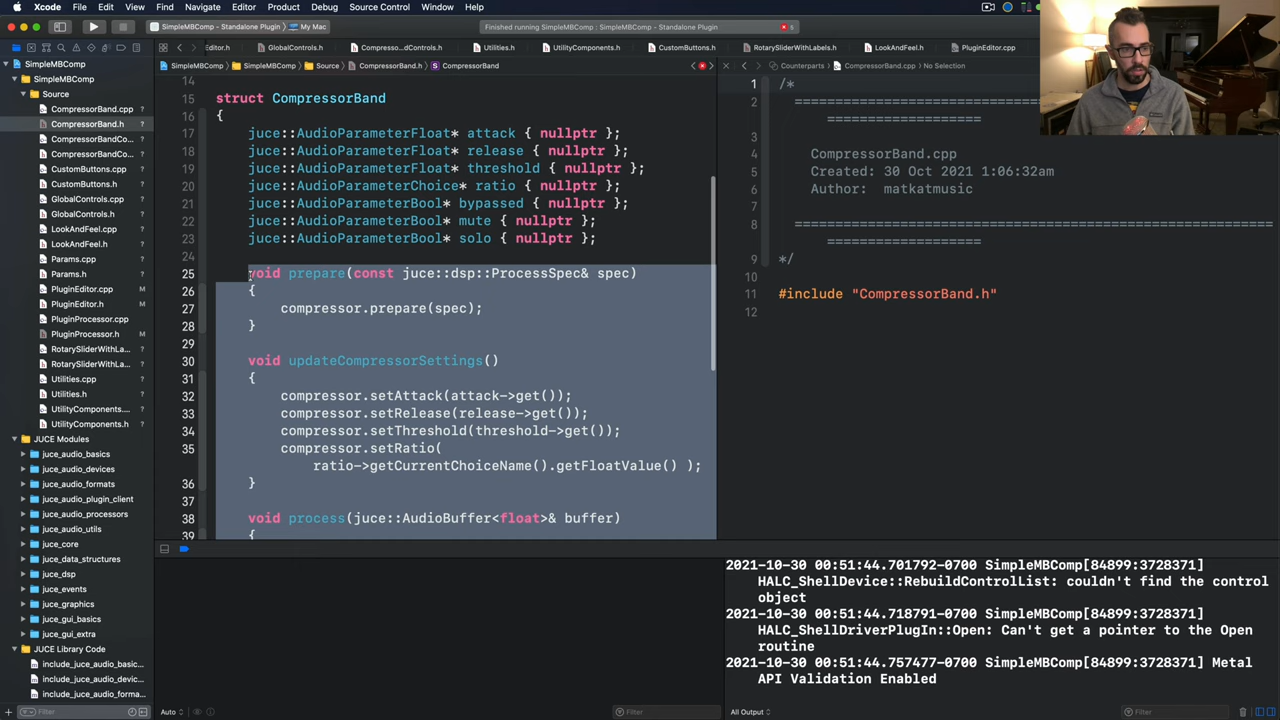 Xcode File Edit View Find Navigate Editor Product Debug Source Control Window Help
SimpleMBComp - Standalone Plugin My Mac
Finished running SimpleMBComp : Standalone Plugin
Editor.h GlobalControls.h Compresso...dControls.h Utilities.h UtilityComponents.h CustomButtons.h RotarySliderWithLabels.h LookAndFeel.h PluginEditor.cpp
SimpleMBComp SimpleMBComp Source CompressorBand.h CompressorBand
Counterparts CompressorBand.cpp No Selection
SimpleMBComp
SimpleMBComp
Source
CompressorBand.cpp ?
CompressorBand.h ?
CompressorBandCo... ?
CompressorBandCo... ?
CustomButtons.cpp ?
CustomButtons.h ?
GlobalControls.cpp ?
GlobalControls.h ?
LookAndFeel.cpp ?
LookAndFeel.h ?
Params.cpp ?
Params.h ?
PluginEditor.cpp M
PluginEditor.h M
PluginProcessor.cpp M
PluginProcessor.h M
RotarySliderWithLa... ?
RotarySliderWithLa... ?
Utilities.cpp ?
Utilities.h ?
UtilityComponents.... ?
UtilityComponents.h ?
JUCE Modules
juce_audio_basics
juce_audio_devices
juce_audio_formats
juce_audio_plugin_client
juce_audio_processors
juce_audio_utils
juce_core
juce_data_structures
juce_dsp
juce_events
juce_graphics
juce_gui_basics
juce_gui_extra
JUCE Library Code
include_juce_audio_basic...
include_juce_audio_devic...
include_juce_audio_forma...
Filter
14
15 struct CompressorBand
16 {
17 juce::AudioParameterFloat* attack { nullptr };
18 juce::AudioParameterFloat* release { nullptr };
19 juce::AudioParameterFloat* threshold { nullptr };
20 juce::AudioParameterChoice* ratio { nullptr };
21 juce::AudioParameterBool* bypassed { nullptr };
22 juce::AudioParameterBool* mute { nullptr };
23 juce::AudioParameterBool* solo { nullptr };
24
25 void prepare(const juce::dsp::ProcessSpec& spec)
26 {
27 compressor.prepare(spec);
28 }
29
30 void updateCompressorSettings()
31 {
32 compressor.setAttack(attack->get());
33 compressor.setRelease(release->get());
34 compressor.setThreshold(threshold->get());
35 compressor.setRatio(
ratio->getCurrentChoiceName().getFloatValue() );
36 }
37
38 void process(juce::AudioBuffer<float>& buffer)
39 {
1 /*
2 ============================================================
===================
3
4 CompressorBand.cpp
5 Created: 30 Oct 2021 1:06:32am
6 Author: matkatmusic
7
8 ============================================================
===================
9 */
10
11 #include "CompressorBand.h"
12
2021-10-30 00:51:44.701792-0700 SimpleMBComp[84899:3728371]
HALC_ShellDevice::RebuildControlList: couldn't find the control
object
2021-10-30 00:51:44.718791-0700 SimpleMBComp[84899:3728371]
HALC_ShellDriverPlugIn::Open: Can't get a pointer to the Open
routine
2021-10-30 00:51:44.757477-0700 SimpleMBComp[84899:3728371] Metal
API Validation Enabled
Auto Filter All Output Filter